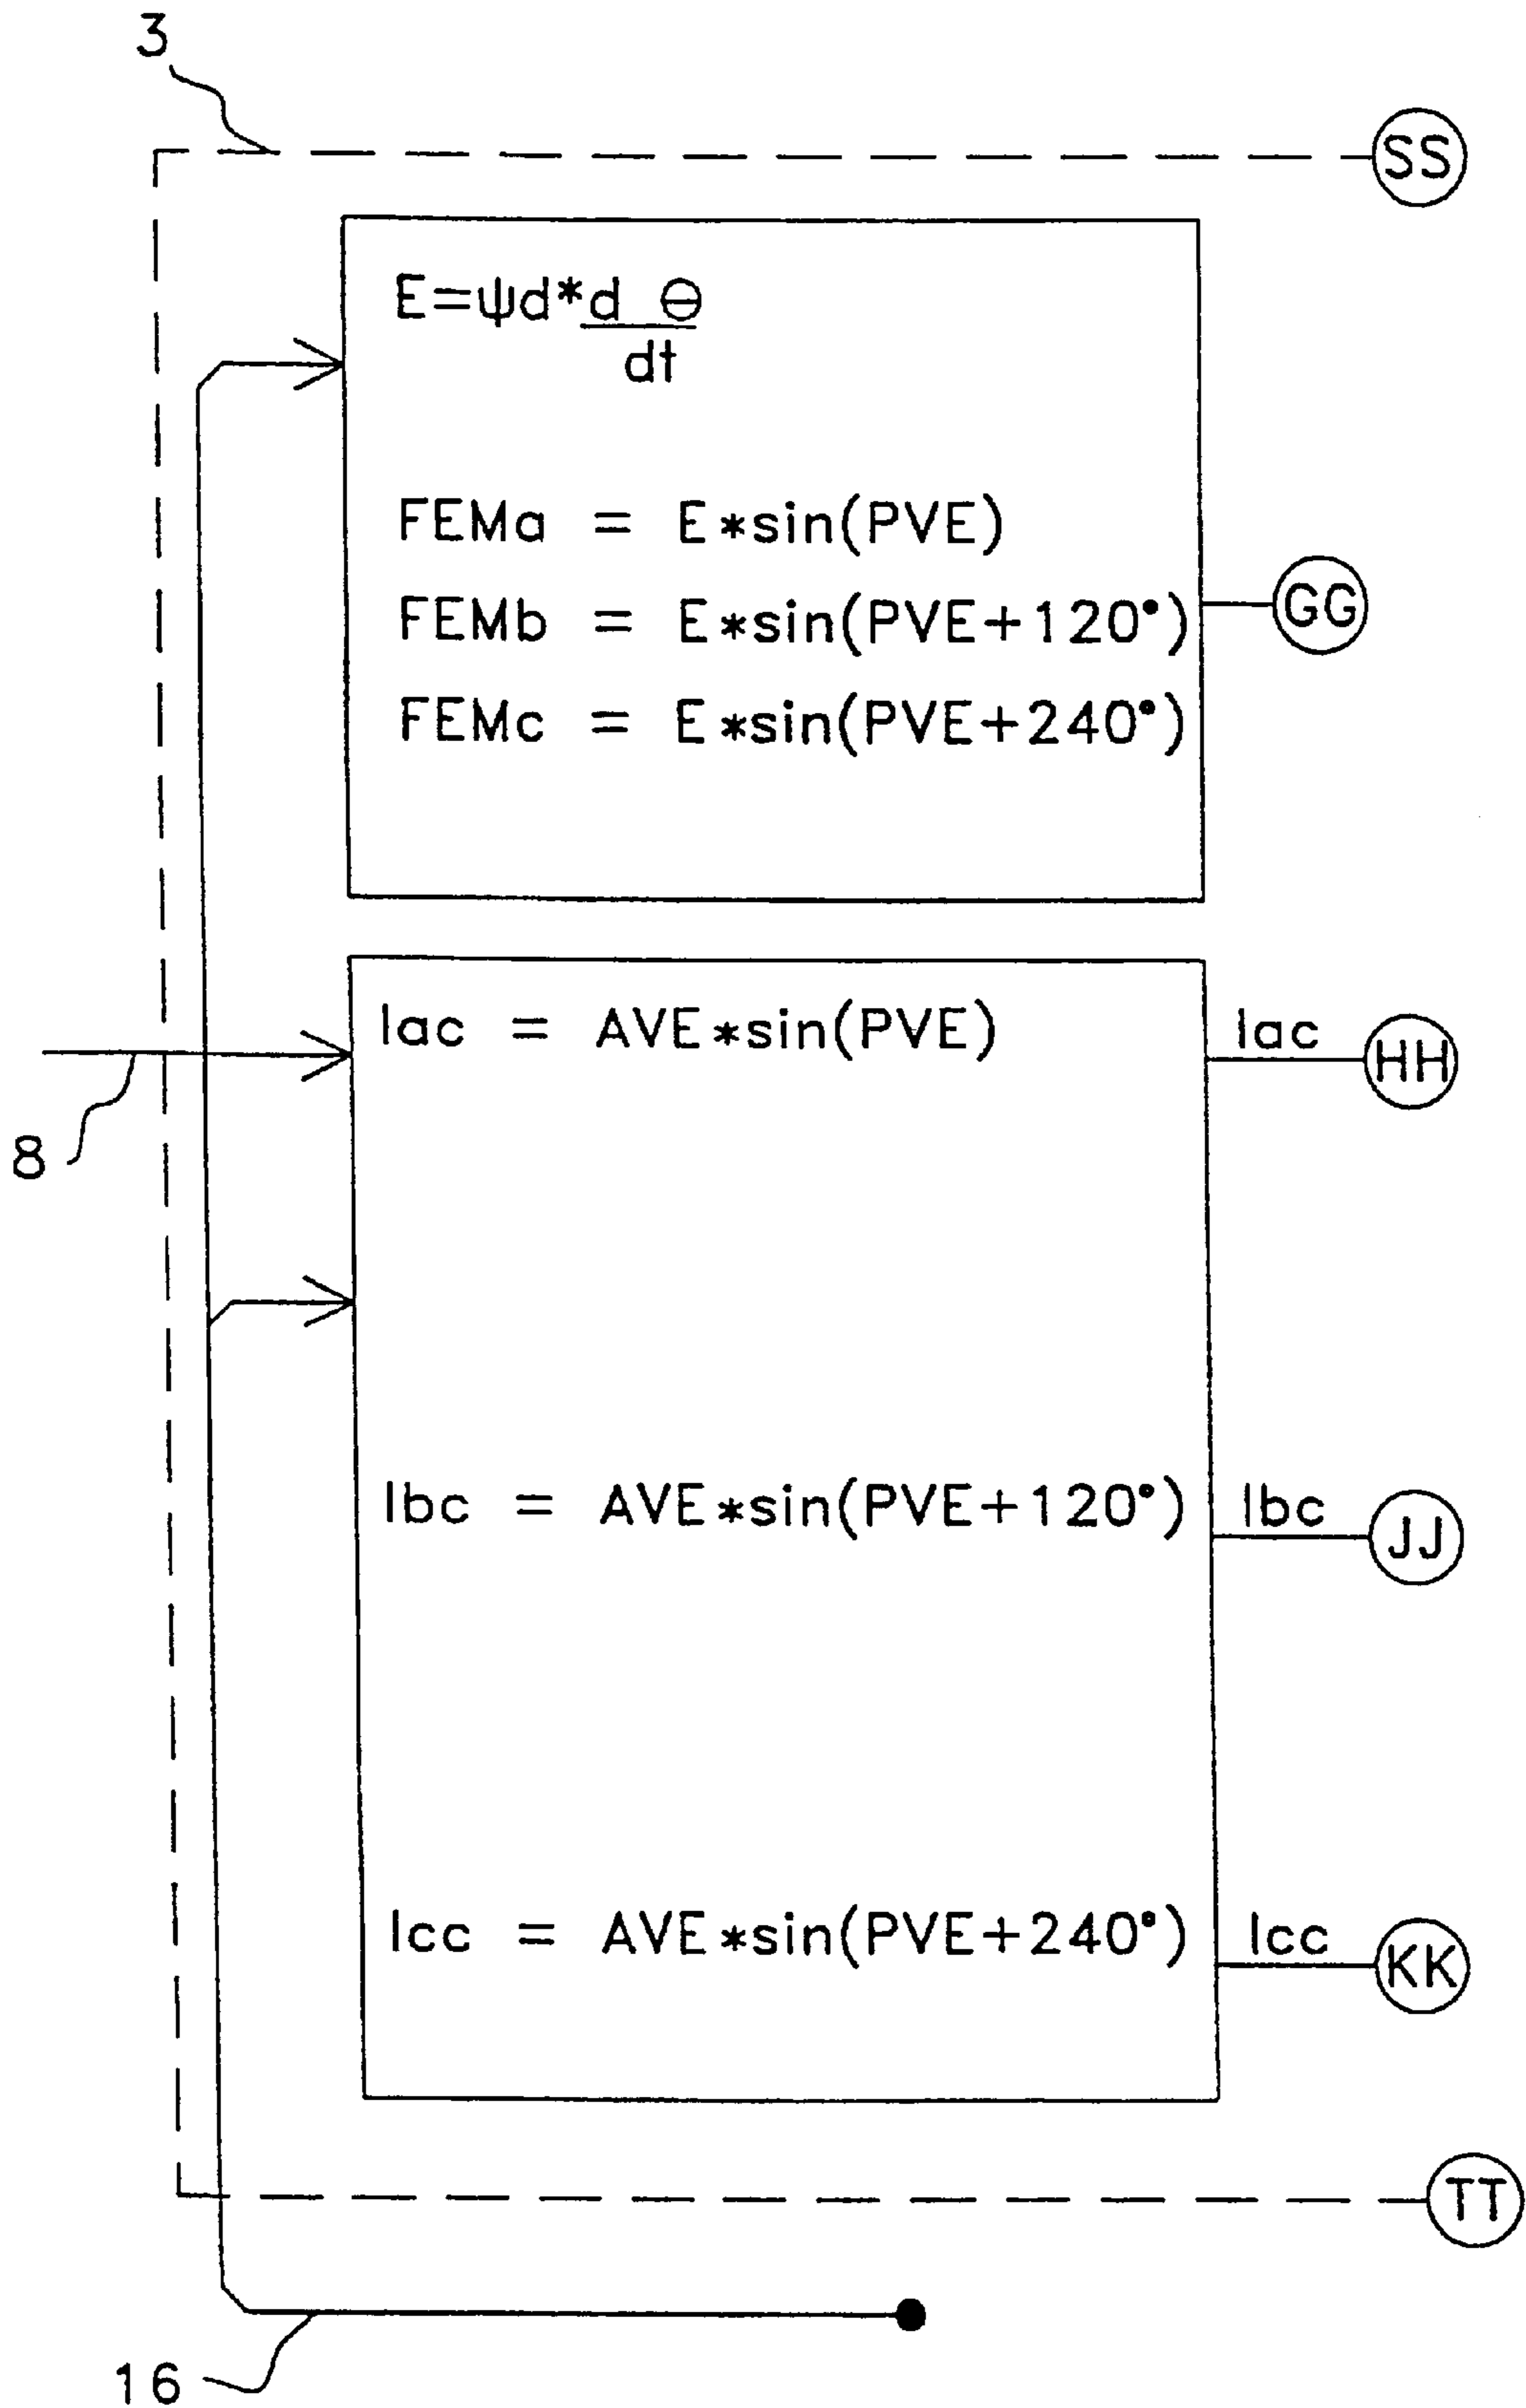 3
SS
E=ψd*d θ
dt
FEMa = E*sin(PVE)
FEMb = E*sin(PVE+120°)
GG
FEMc = E*sin(PVE+240°)
Iac = AVE*sin(PVE)
Iac
HH
8
Ibc = AVE*sin(PVE+120°)
Ibc
JJ
Icc = AVE*sin(PVE+240°)
Icc
KK
TT
16